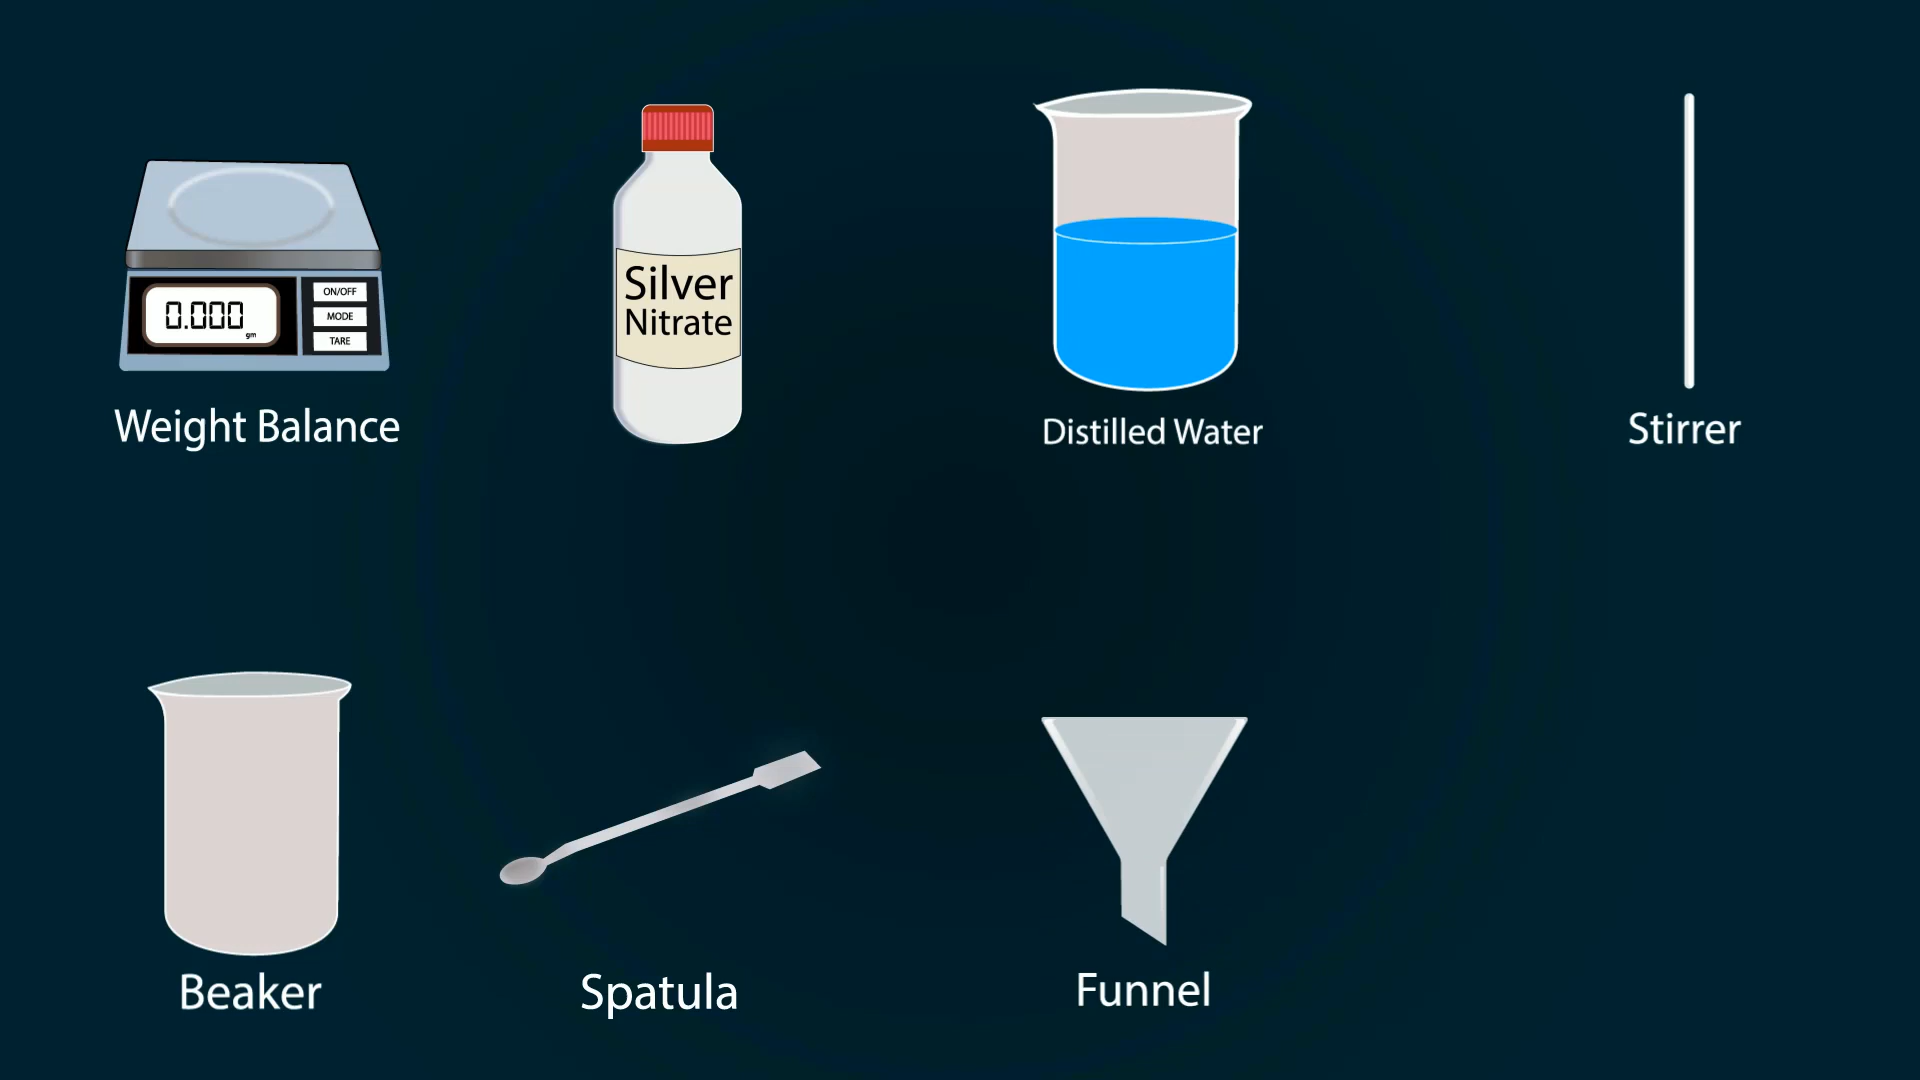 0.000
gm
ON/OFF
MODE
TARE
Weight Balance
Silver
Nitrate
Distilled Water
Stirrer
Beaker
Spatula
Funnel